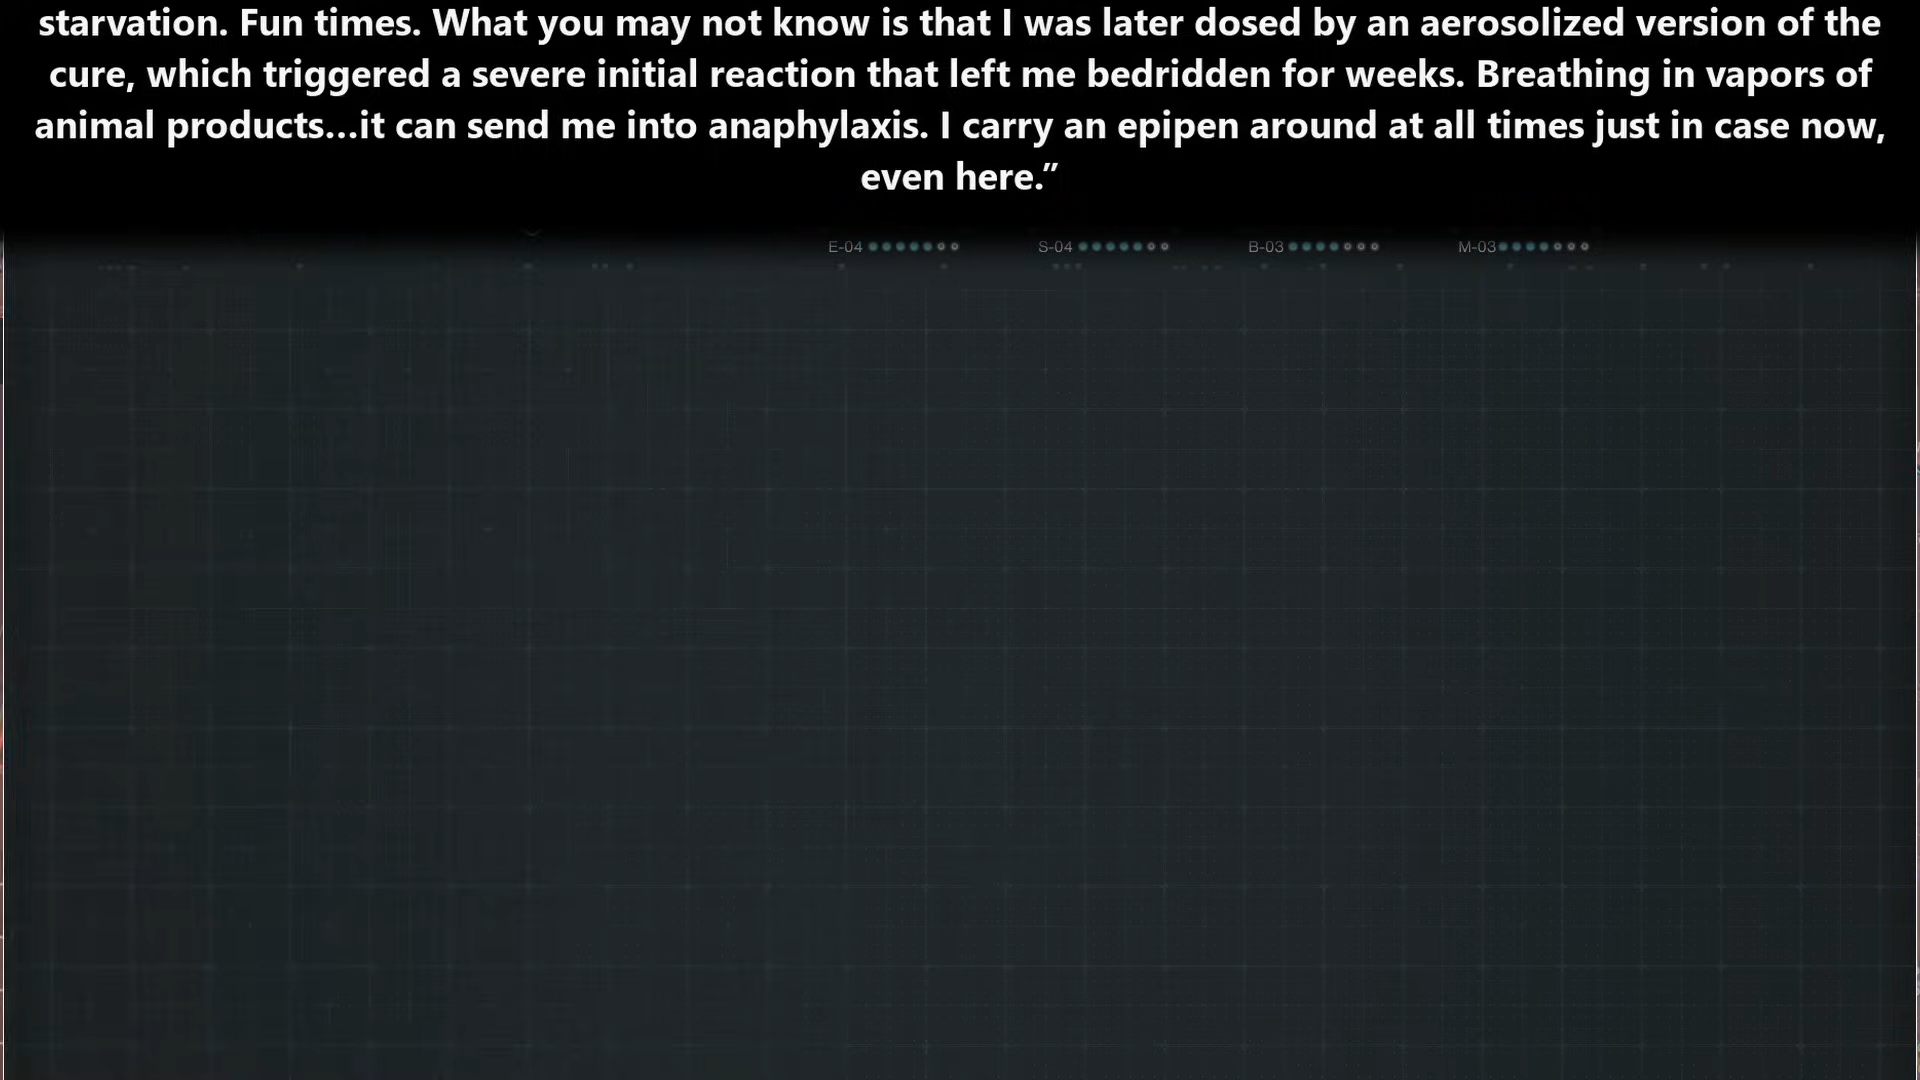 starvation. Fun times. What you may not know is that I was later dosed by an aerosolized version of the
cure, which triggered a severe initial reaction that left me bedridden for weeks. Breathing in vapors of
animal products…it can send me into anaphylaxis. I carry an epipen around at all times just in case now,
even here.”
E-04 S-04 B-03 M-03